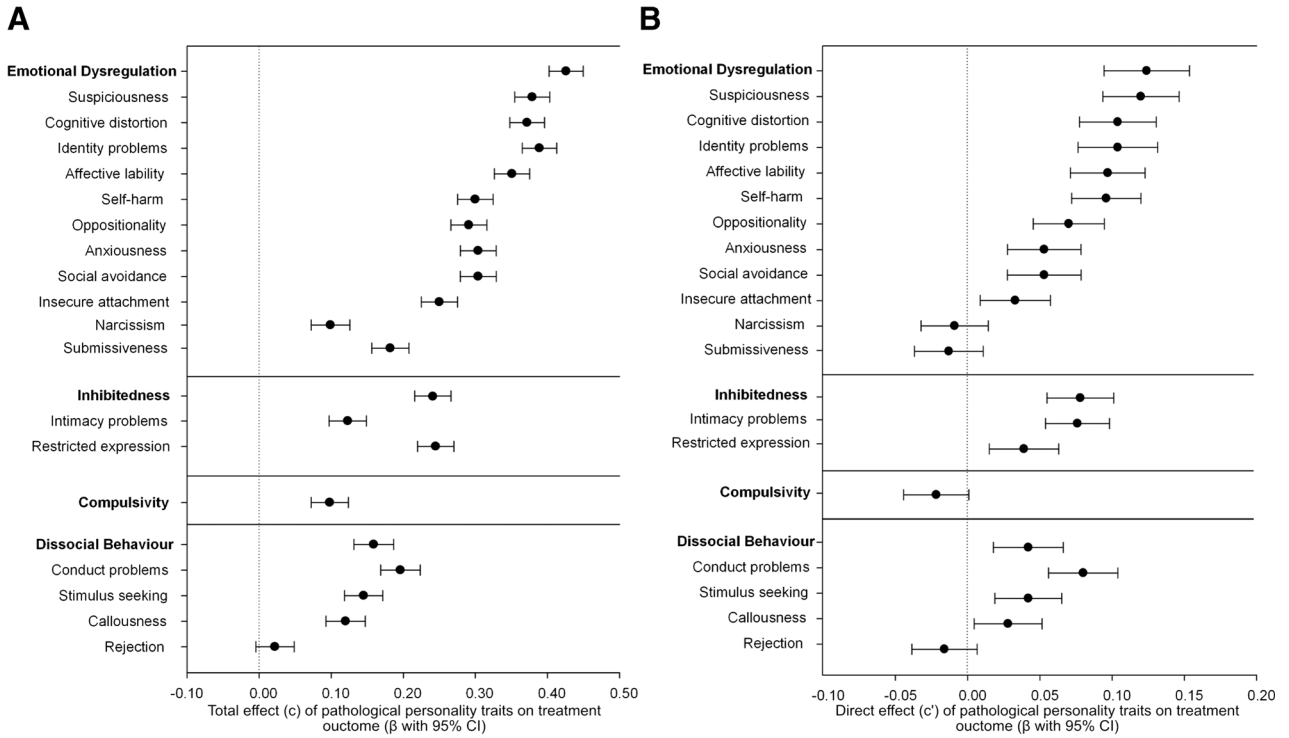 A
Emotional Dysregulation
Suspiciousness
Cognitive distortion
Identity problems
Affective lability
Self-harm
Oppositionality
Anxiousness
Social avoidance
Insecure attachment
Narcissism
Submissiveness
Inhibitedness
Intimacy problems
Restricted expression
Compulsivity
Dissocial Behaviour
Conduct problems
Stimulus seeking
Callousness
Rejection
-0.10 0.00 0.10 0.20 0.30 0.40 0.50
Total effect (c) of pathological personality traits on treatment
ouctome (β with 95% CI)
B
Emotional Dysregulation
Suspiciousness
Cognitive distortion
Identity problems
Affective lability
Self-harm
Oppositionality
Anxiousness
Social avoidance
Insecure attachment
Narcissism
Submissiveness
Inhibitedness
Intimacy problems
Restricted expression
Compulsivity
Dissocial Behaviour
Conduct problems
Stimulus seeking
Callousness
Rejection
-0.10 -0.05 0.00 0.05 0.10 0.15 0.20
Direct effect (c') of pathological personality traits on treatment
ouctome (β with 95% CI)